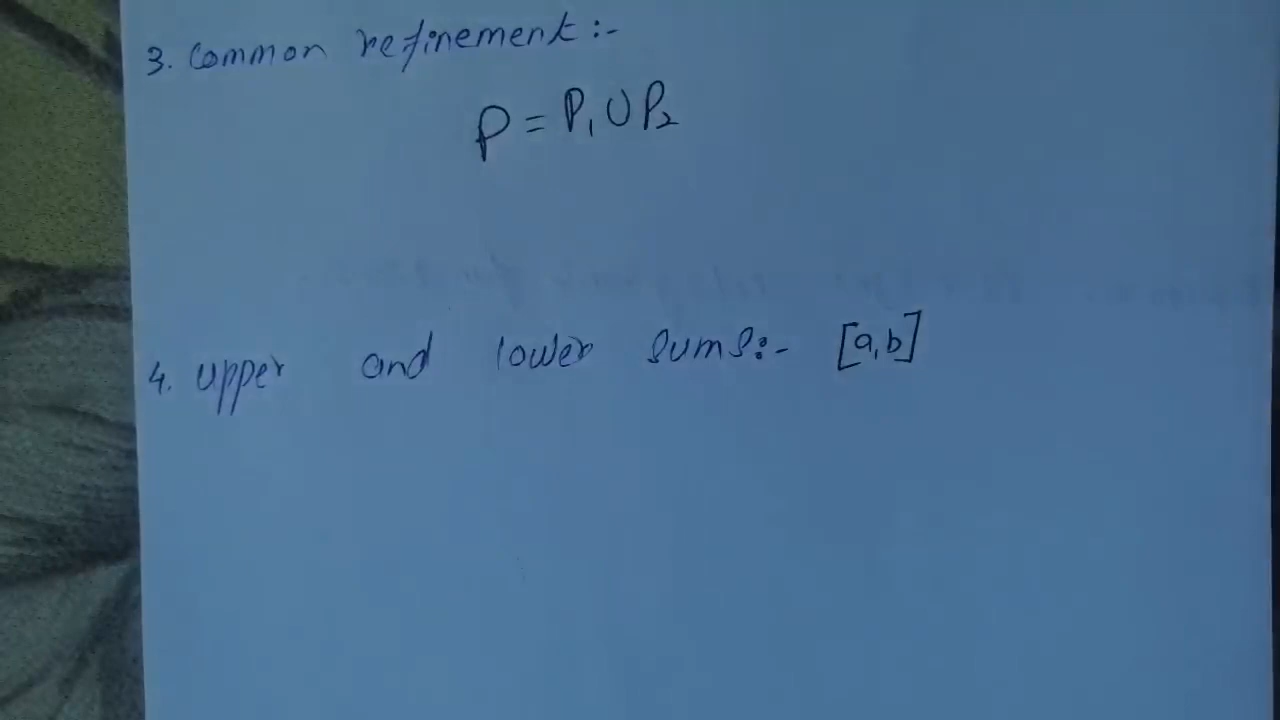 3. Common refinement :-
P = P₁ ∪ P₂
4. upper and lower sums :- [a,b]